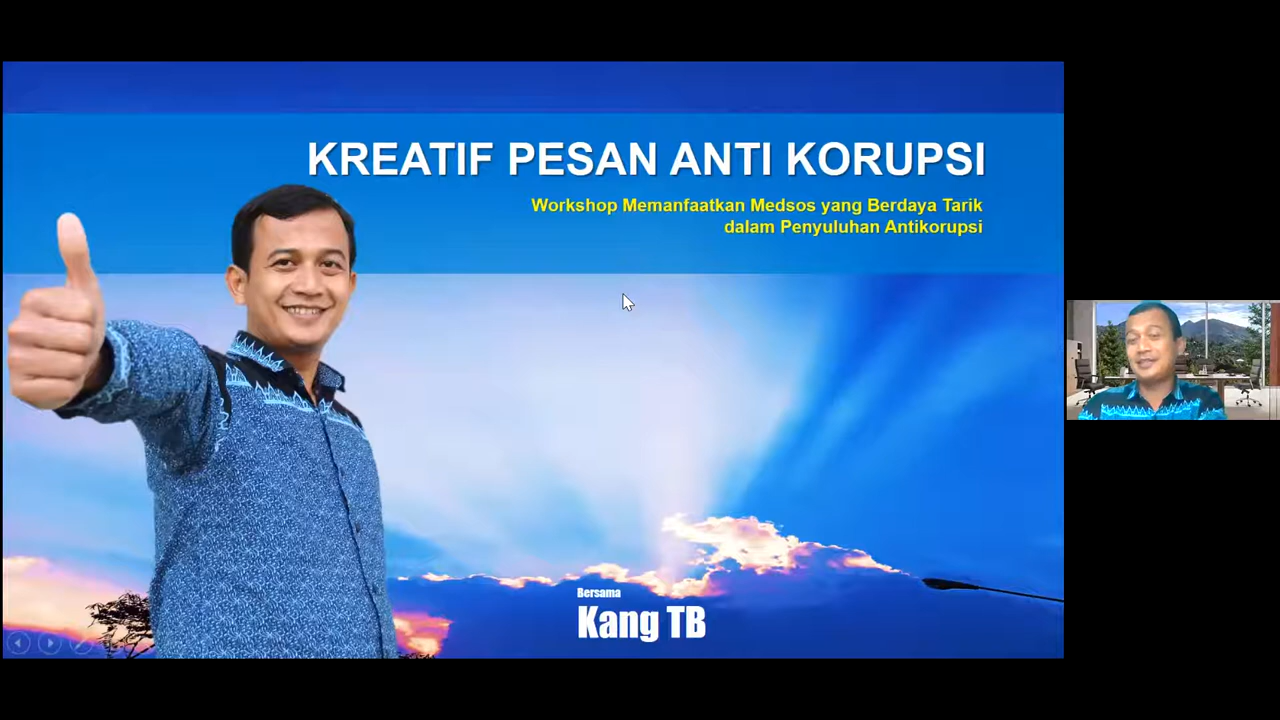 KREATIF PESAN ANTI KORUPSI
Workshop Memanfaatkan Medsos yang Berdaya Tarik
dalam Penyuluhan Antikorupsi
Bersama
Kang TB